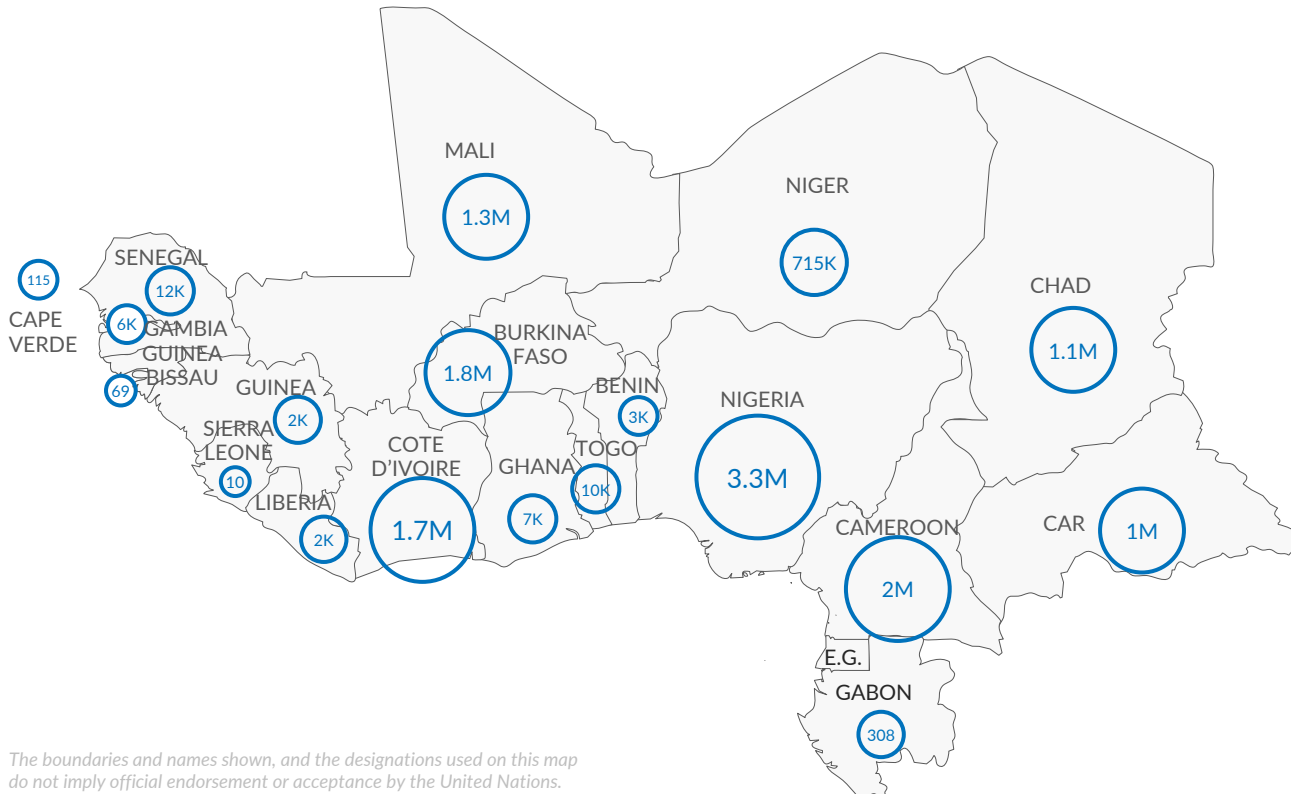 MALI
1.3M
NIGER
715K
SENEGAL
12K
115
CAPE
VERDE
6K
GAMBIA
GUINEA
BISSAU
69
CHAD
1.1M
BURKINA
FASO
1.8M
BENIN
3K
GUINEA
2K
NIGERIA
3.3M
SIERRA
LEONE
10
COTE
D'IVOIRE
1.7M
GHANA
7K
TOGO
10K
LIBERIA
2K
CAMEROON
2M
CAR
1M
E.G.
GABON
308
The boundaries and names shown, and the designations used on this map
do not imply official endorsement or acceptance by the United Nations.